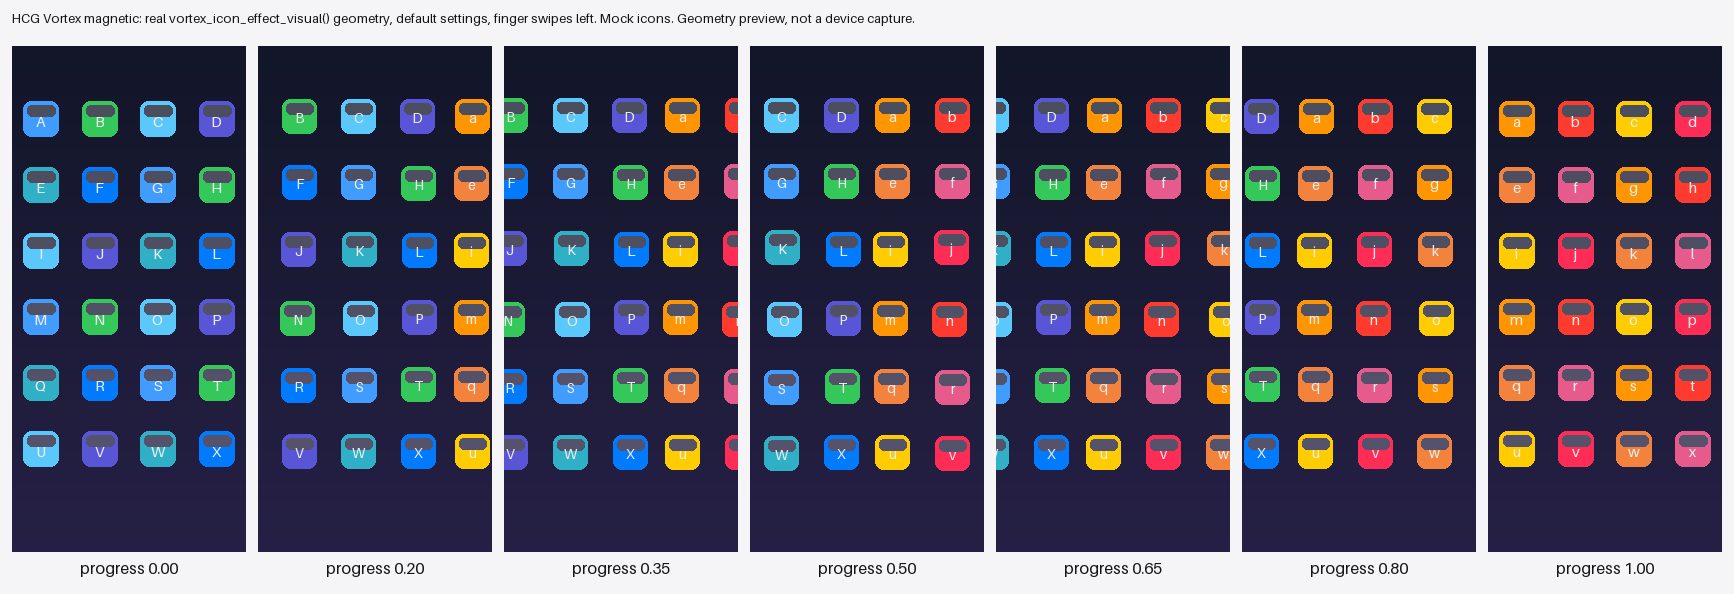 HCG Vortex magnetic: real vortex_icon_effect_visual() geometry, default settings, finger swipes left. Mock icons. Geometry preview, not a device capture.
A B C D
E F G H
I J K L
M N O P
Q R S T
U V W X
progress 0.00
B C D a
F G H e
J K L i
N O P m
R S T q
V W X u
progress 0.20
B C D a
F G H e
J K L i
N O P m
R S T q
V W X u
progress 0.35
C D a b
G H e f
K L i j
O P m n
S T q r
W X u v
progress 0.50
D a b c
H e f g
L i j k
P m n o
T q r s
X u v w
progress 0.65
D a b c
H e f g
L i j k
P m n o
T q r s
X u v w
progress 0.80
a b c d
e f g h
i j k l
m n o p
q r s t
u v w x
progress 1.00